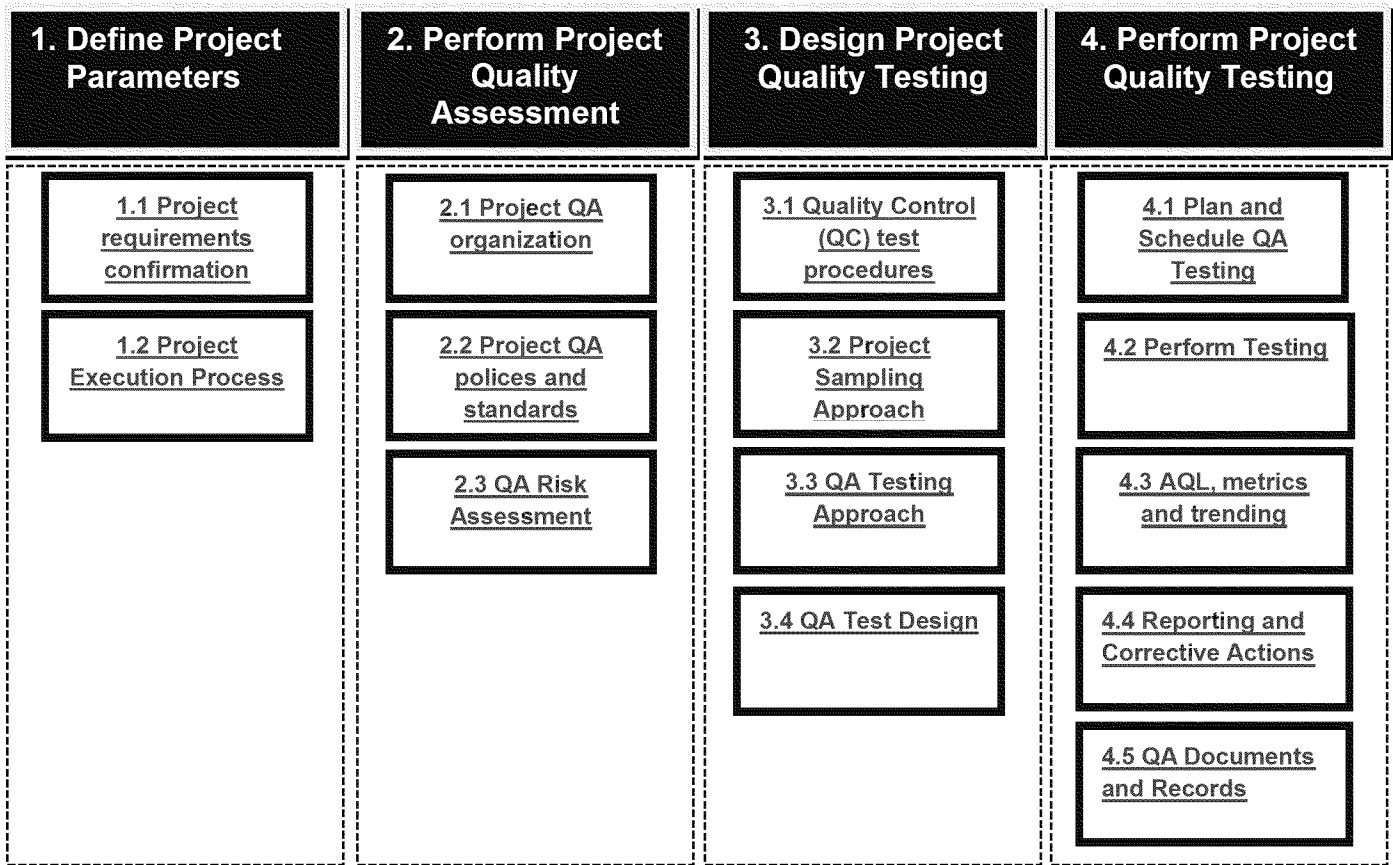 1. Define Project
Parameters
2. Perform Project
Quality
Assessment
3. Design Project
Quality Testing
4. Perform Project
Quality Testing
1.1 Project
requirements
confirmation
1.2 Project
Execution Process
2.1 Project QA
organization
2.2 Project QA
polices and
standards
2.3 QA Risk
Assessment
3.1 Quality Control
(QC) test
procedures
3.2 Project
Sampling
Approach
3.3 QA Testing
Approach
3.4 QA Test Design
4.1 Plan and
Schedule QA
Testing
4.2 Perform Testing
4.3 AQL, metrics
and trending
4.4 Reporting and
Corrective Actions
4.5 QA Documents
and Records